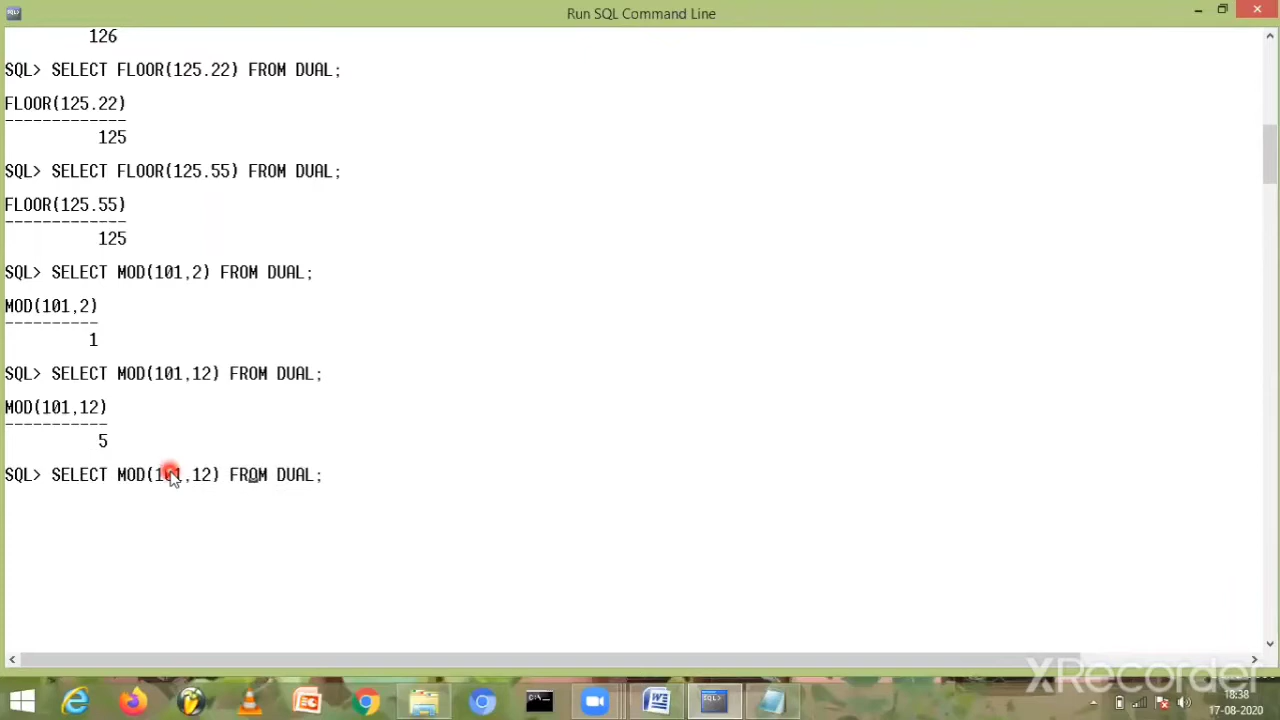 Run SQL Command Line
126
SQL> SELECT FLOOR(125.22) FROM DUAL;
FLOOR(125.22)
-------------
125
SQL> SELECT FLOOR(125.55) FROM DUAL;
FLOOR(125.55)
-------------
125
SQL> SELECT MOD(101,2) FROM DUAL;
MOD(101,2)
----------
1
SQL> SELECT MOD(101,12) FROM DUAL;
MOD(101,12)
-----------
5
SQL> SELECT MOD(101,12) FROM DUAL;
XRecorder
18:38
17-08-2020